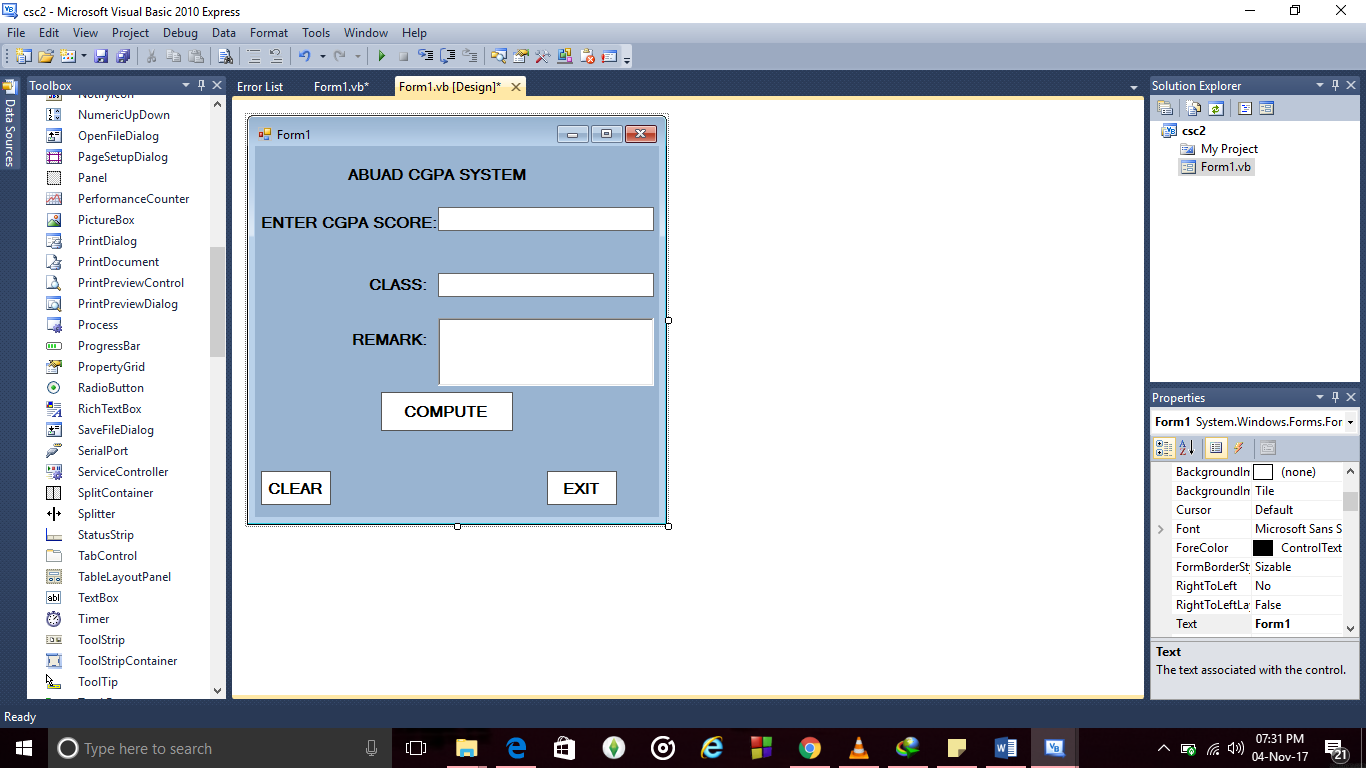 csc2 - Microsoft Visual Basic 2010 Express
File Edit View Project Debug Data Format Tools Window Help
Data Sources
Toolbox
NotifyIcon
NumericUpDown
OpenFileDialog
PageSetupDialog
Panel
PerformanceCounter
PictureBox
PrintDialog
PrintDocument
PrintPreviewControl
PrintPreviewDialog
Process
ProgressBar
PropertyGrid
RadioButton
RichTextBox
SaveFileDialog
SerialPort
ServiceController
SplitContainer
Splitter
StatusStrip
TabControl
TableLayoutPanel
TextBox
Timer
ToolStrip
ToolStripContainer
ToolTip
Error List Form1.vb* Form1.vb [Design]*
Form1
ABUAD CGPA SYSTEM
ENTER CGPA SCORE:
CLASS:
REMARK:
COMPUTE
CLEAR EXIT
Solution Explorer
csc2
My Project
Form1.vb
Properties
Form1 System.Windows.Forms.For
BackgroundIm (none)
BackgroundIm Tile
Cursor Default
Font Microsoft Sans S
ForeColor ControlText
FormBorderSt Sizable
RightToLeft No
RightToLeftLa False
Text Form1
Text
The text associated with the control.
Ready
Type here to search
07:31 PM
04-Nov-17
21